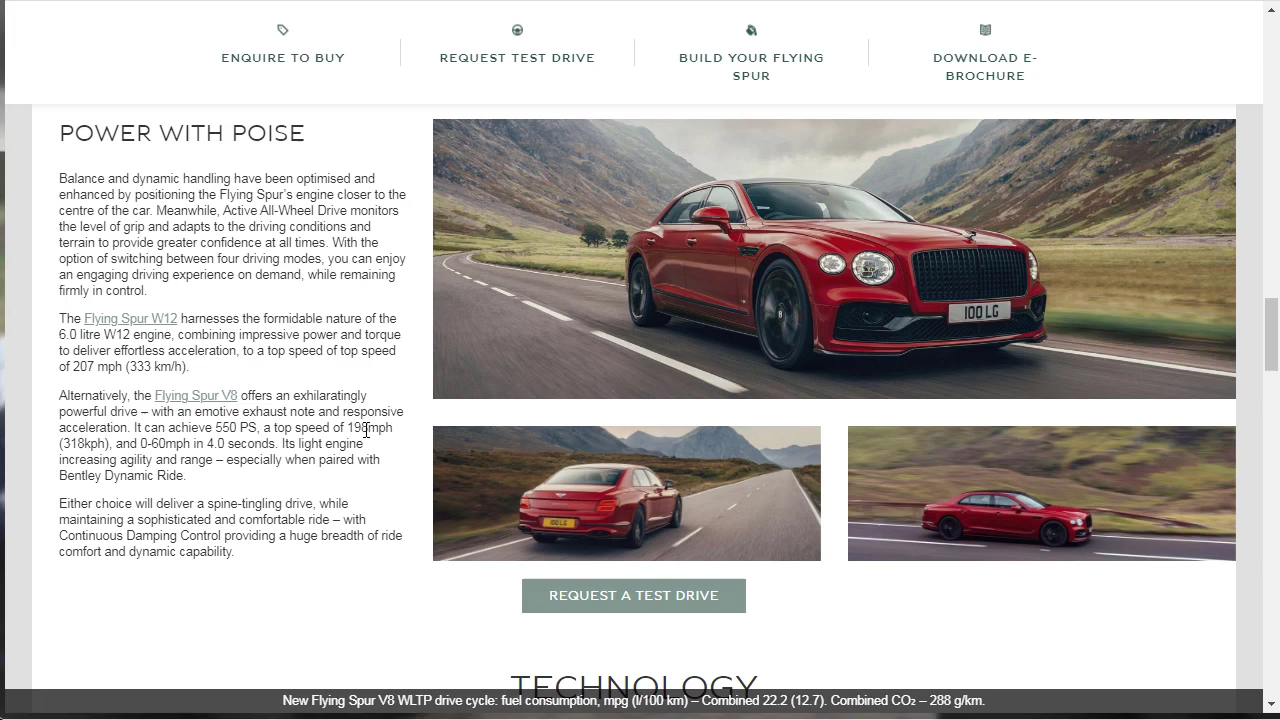 ENQUIRE TO BUY
REQUEST TEST DRIVE
BUILD YOUR FLYING
SPUR
DOWNLOAD E-
BROCHURE
POWER WITH POISE
Balance and dynamic handling have been optimised and
enhanced by positioning the Flying Spur's engine closer to the
centre of the car. Meanwhile, Active All-Wheel Drive monitors
the level of grip and adapts to the driving conditions and
terrain to provide greater confidence at all times. With the
option of switching between four driving modes, you can enjoy
an engaging driving experience on demand, while remaining
firmly in control.
The Flying Spur W12 harnesses the formidable nature of the
6.0 litre W12 engine, combining impressive power and torque
to deliver effortless acceleration, to a top speed of top speed
of 207 mph (333 km/h).
Alternatively, the Flying Spur V8 offers an exhilaratingly
powerful drive – with an emotive exhaust note and responsive
acceleration. It can achieve 550 PS, a top speed of 198mph
(318kph), and 0-60mph in 4.0 seconds. Its light engine
increasing agility and range – especially when paired with
Bentley Dynamic Ride.
Either choice will deliver a spine-tingling drive, while
maintaining a sophisticated and comfortable ride – with
Continuous Damping Control providing a huge breadth of ride
comfort and dynamic capability.
100 LG
100 LG
REQUEST A TEST DRIVE
TECHNOLOGY
New Flying Spur V8 WLTP drive cycle: fuel consumption, mpg (l/100 km) – Combined 22.2 (12.7). Combined CO₂ – 288 g/km.